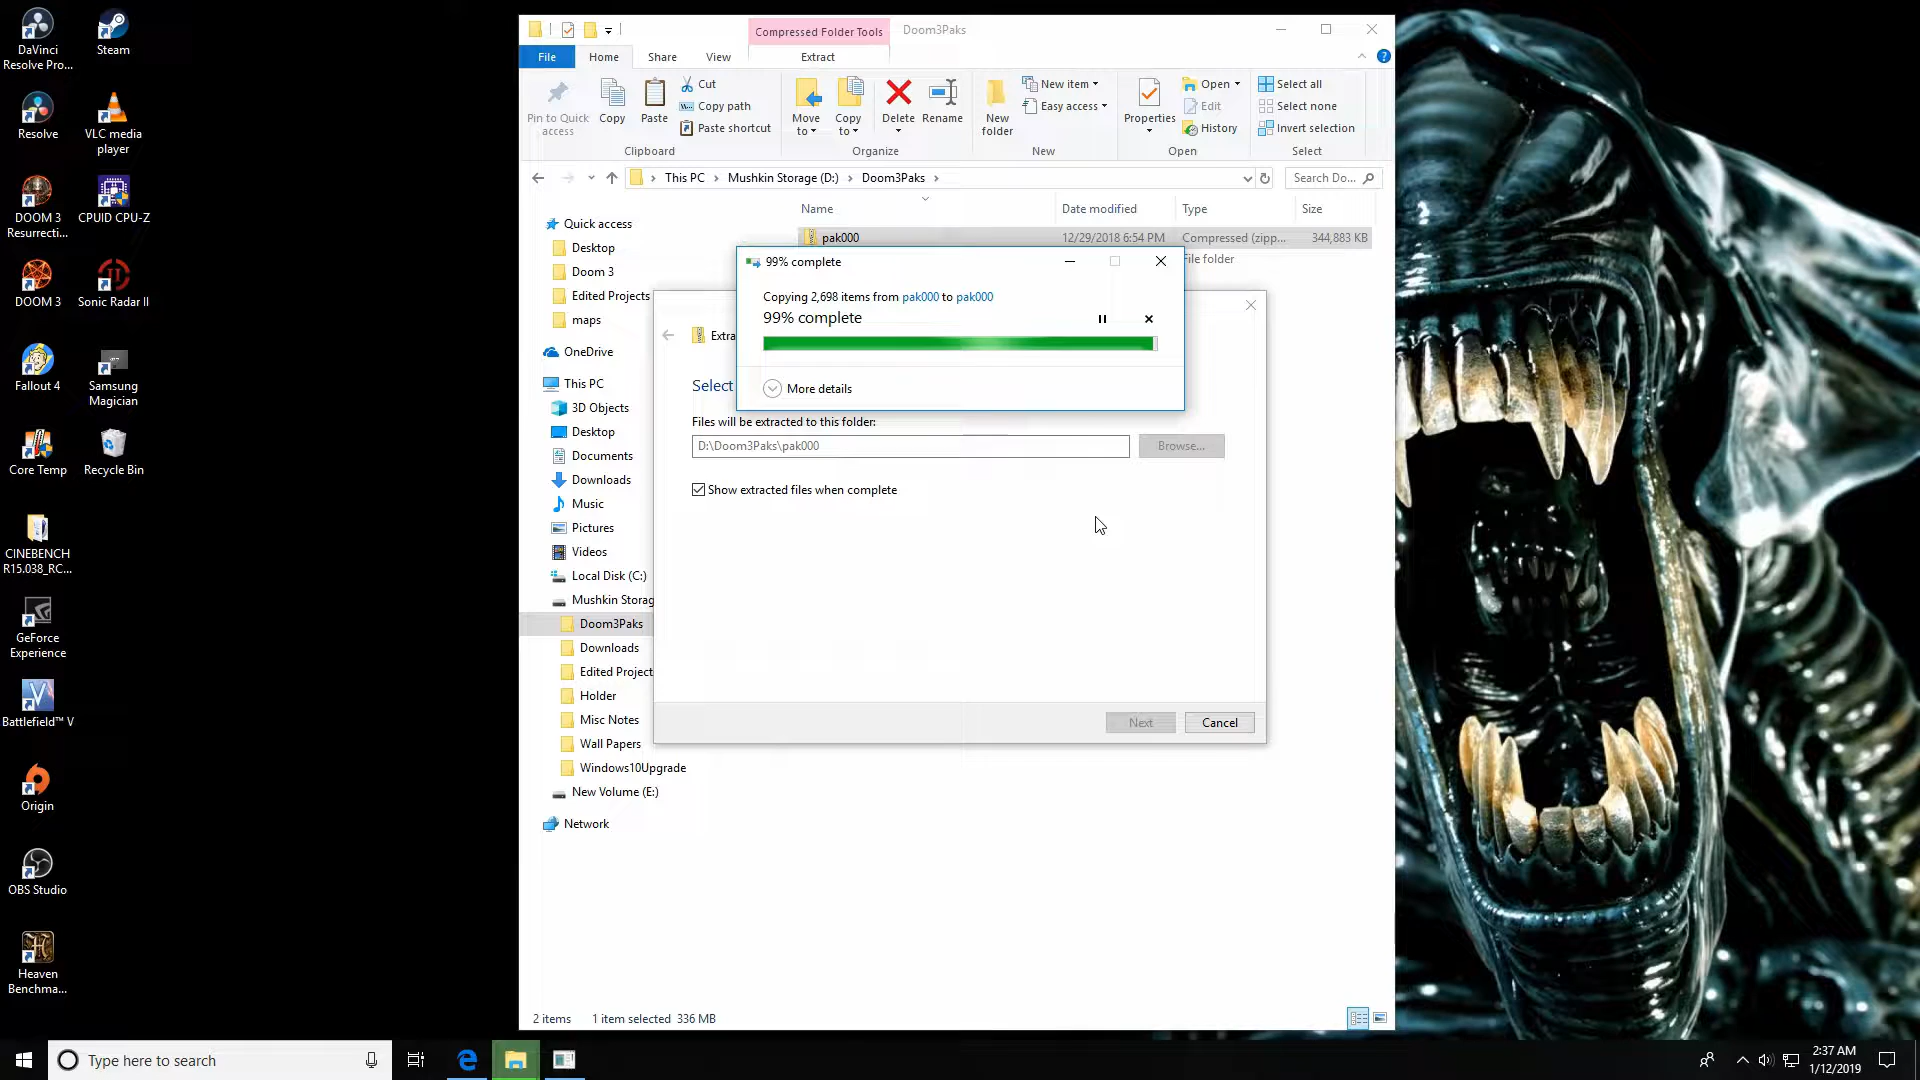 DaVinci
Resolve Pro...
Steam
Resolve
VLC media
player
DOOM 3
Resurrecti...
CPUID CPU-Z
DOOM 3
Sonic Radar II
Fallout 4
Samsung
Magician
Core Temp
Recycle Bin
CINEBENCH
R15.038_RC...
GeForce
Experience
Battlefield™ V
Origin
OBS Studio
Heaven
Benchma...
Compressed Folder Tools
Doom3Paks
File
Home
Share
View
Extract
Pin to Quick
access
Copy
Paste
Cut
Copy path
Paste shortcut
Clipboard
Move
to
Copy
to
Delete
Rename
Organize
New
folder
New item
Easy access
New
Properties
Open
Edit
History
Open
Select all
Select none
Invert selection
Select
This PC
Mushkin Storage (D:)
Doom3Paks
Search Do...
Name
Date modified
Type
Size
pak000
12/29/2018 6:54 PM
Compressed (zipp...
344,883 KB
File folder
Quick access
Desktop
Doom 3
Edited Projects
maps
OneDrive
This PC
3D Objects
Desktop
Documents
Downloads
Music
Pictures
Videos
Local Disk (C:)
Mushkin Storag
Doom3Paks
Downloads
Edited Project
Holder
Misc Notes
Wall Papers
Windows10Upgrade
New Volume (E:)
Network
99% complete
Copying 2,698 items from pak000 to pak000
99% complete
More details
Extra
Select
Files will be extracted to this folder:
D:\Doom3Paks\pak000
Browse...
Show extracted files when complete
Next
Cancel
2 items
1 item selected 336 MB
Type here to search
2:37 AM
1/12/2019